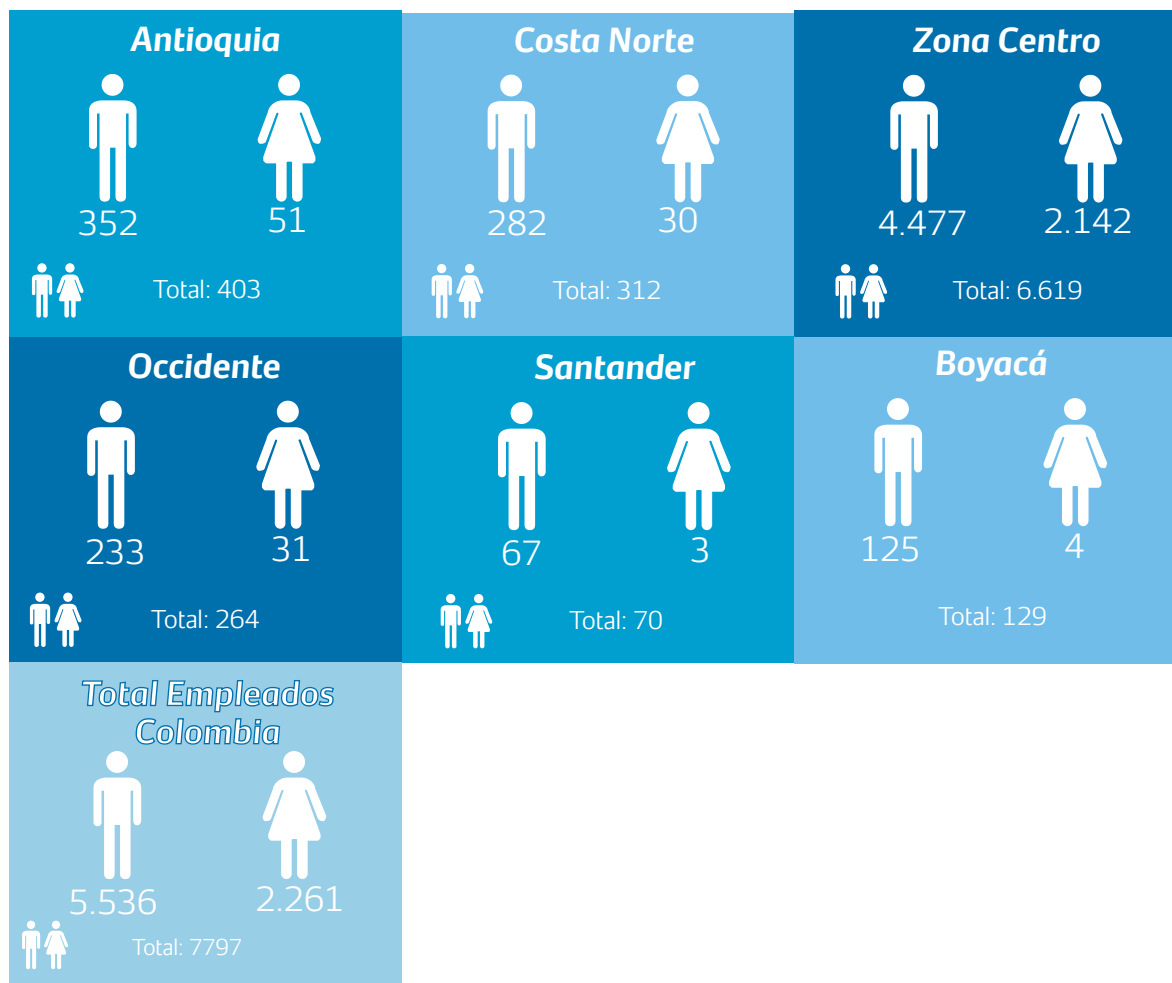 Antioquia
352
51
Total: 403
Costa Norte
282
30
Total: 312
Zona Centro
4.477
2.142
Total: 6.619
Occidente
233
31
Total: 264
Santander
67
3
Total: 70
Boyacá
125
4
Total: 129
Total Empleados
Colombia
5.536
2.261
Total: 7797